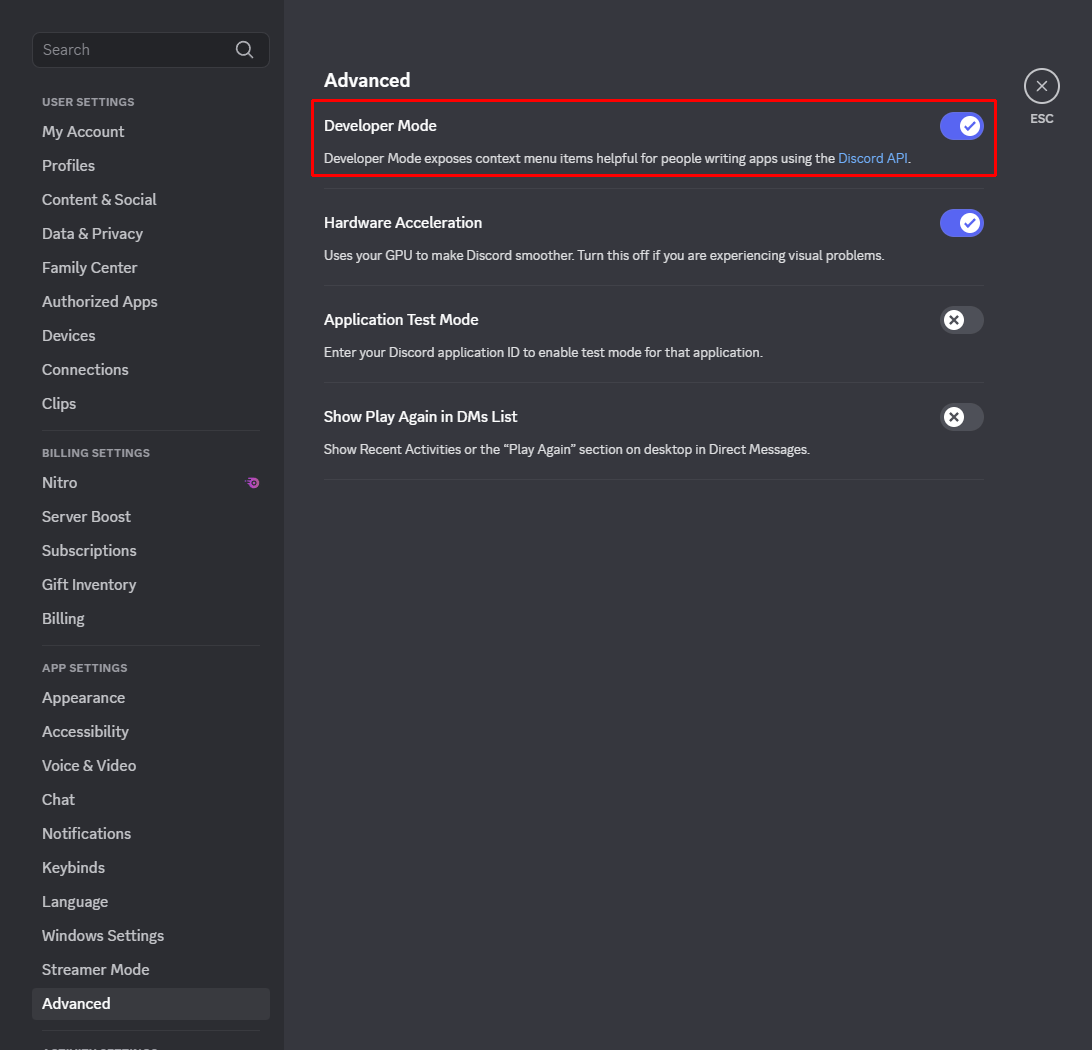 Search
USER SETTINGS
My Account
Profiles
Content & Social
Data & Privacy
Family Center
Authorized Apps
Devices
Connections
Clips
BILLING SETTINGS
Nitro
Server Boost
Subscriptions
Gift Inventory
Billing
APP SETTINGS
Appearance
Accessibility
Voice & Video
Chat
Notifications
Keybinds
Language
Windows Settings
Streamer Mode
Advanced
ACTIVITY SETTINGS
Advanced
Developer Mode
Developer Mode exposes context menu items helpful for people writing apps using the Discord API.
Hardware Acceleration
Uses your GPU to make Discord smoother. Turn this off if you are experiencing visual problems.
Application Test Mode
Enter your Discord application ID to enable test mode for that application.
Show Play Again in DMs List
Show Recent Activities or the “Play Again” section on desktop in Direct Messages.
ESC